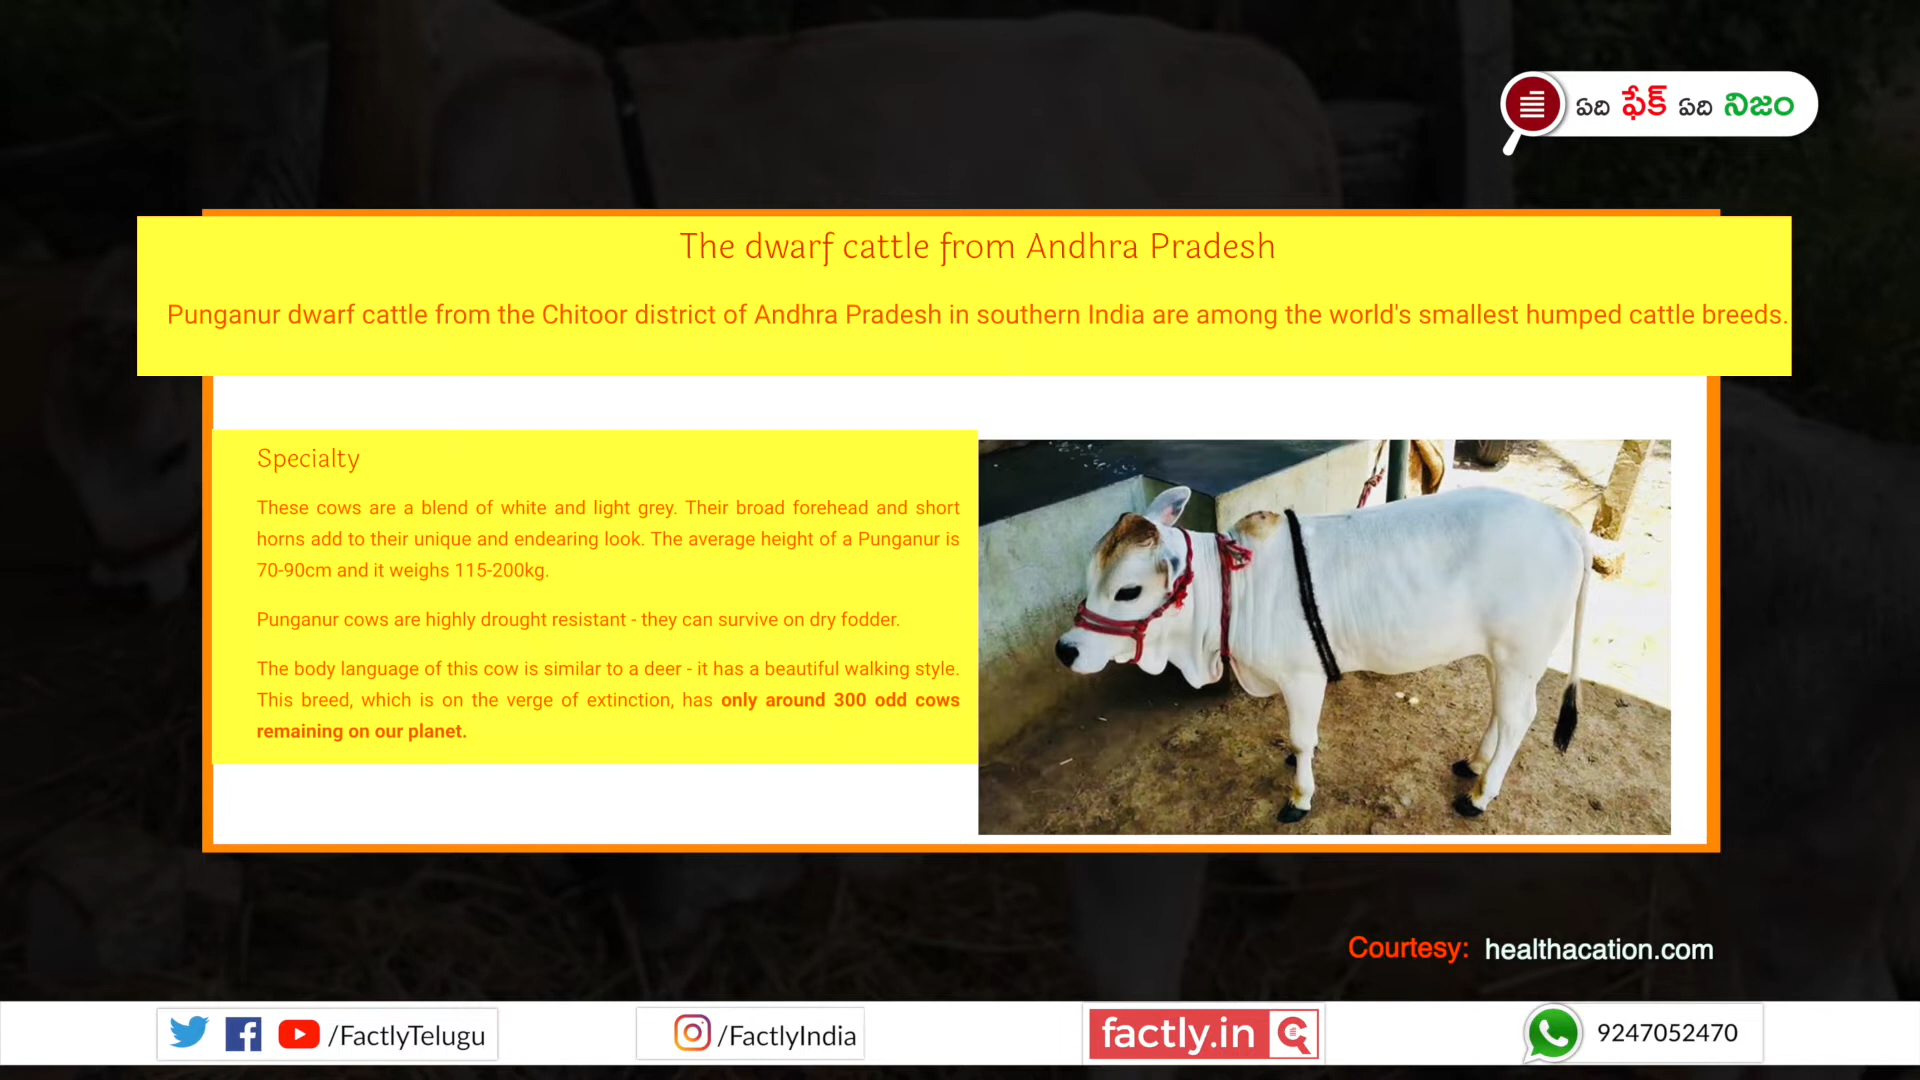 ఏది ఫేక్ ఏది నిజం
The dwarf cattle from Andhra Pradesh
Punganur dwarf cattle from the Chitoor district of Andhra Pradesh in southern India are among the world's smallest humped cattle breeds.
Specialty
These cows are a blend of white and light grey. Their broad forehead and short
horns add to their unique and endearing look. The average height of a Punganur is
70-90cm and it weighs 115-200kg.
Punganur cows are highly drought resistant - they can survive on dry fodder.
The body language of this cow is similar to a deer - it has a beautiful walking style.
This breed, which is on the verge of extinction, has only around 300 odd cows
remaining on our planet.
Courtesy: healthacation.com
/FactlyTelugu
/FactlyIndia
factly.in
9247052470